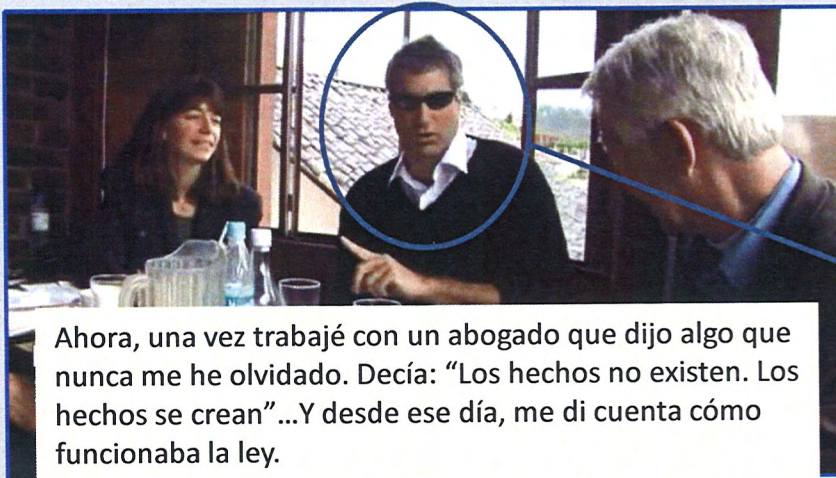 Ahora, una vez trabajé con un abogado que dijo algo que
nunca me he olvidado. Decía: “Los hechos no existen. Los
hechos se crean”...Y desde ese día, me di cuenta cómo
funcionaba la ley.